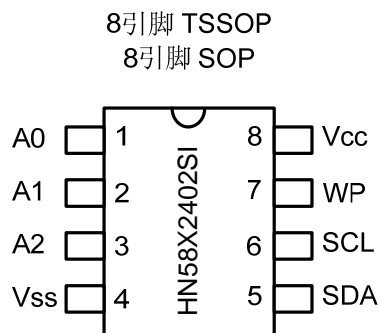 8引脚 TSSOP
8引脚 SOP
A0 1 8 Vcc
A1 2 7 WP
A2 3 6 SCL
Vss 4 5 SDA
HN58X2402SI